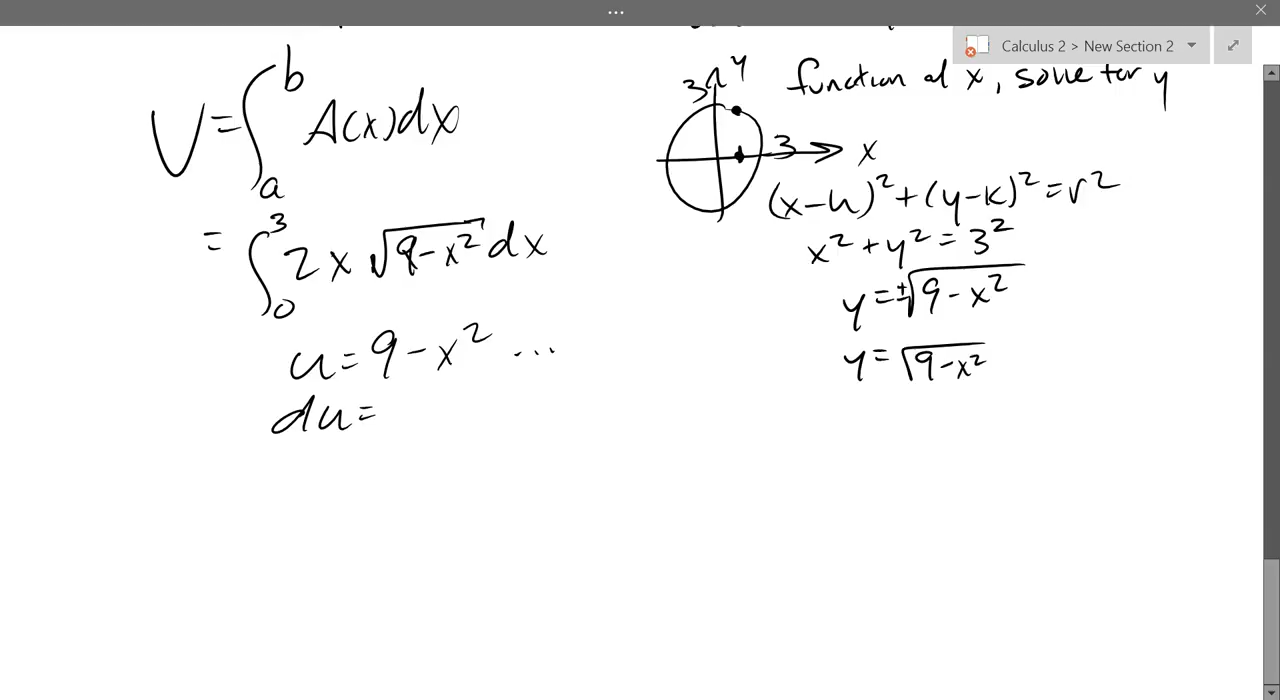 Calculus 2 > New Section 2
function of x, solve for y
V = ∫_a^b A(x)dx
= ∫_0^3 2x √(9-x²) dx
u = 9-x² ...
du =
3 y
3 x
(x-h)² + (y-k)² = r²
x² + y² = 3²
y = ±√(9-x²)
y = √(9-x²)